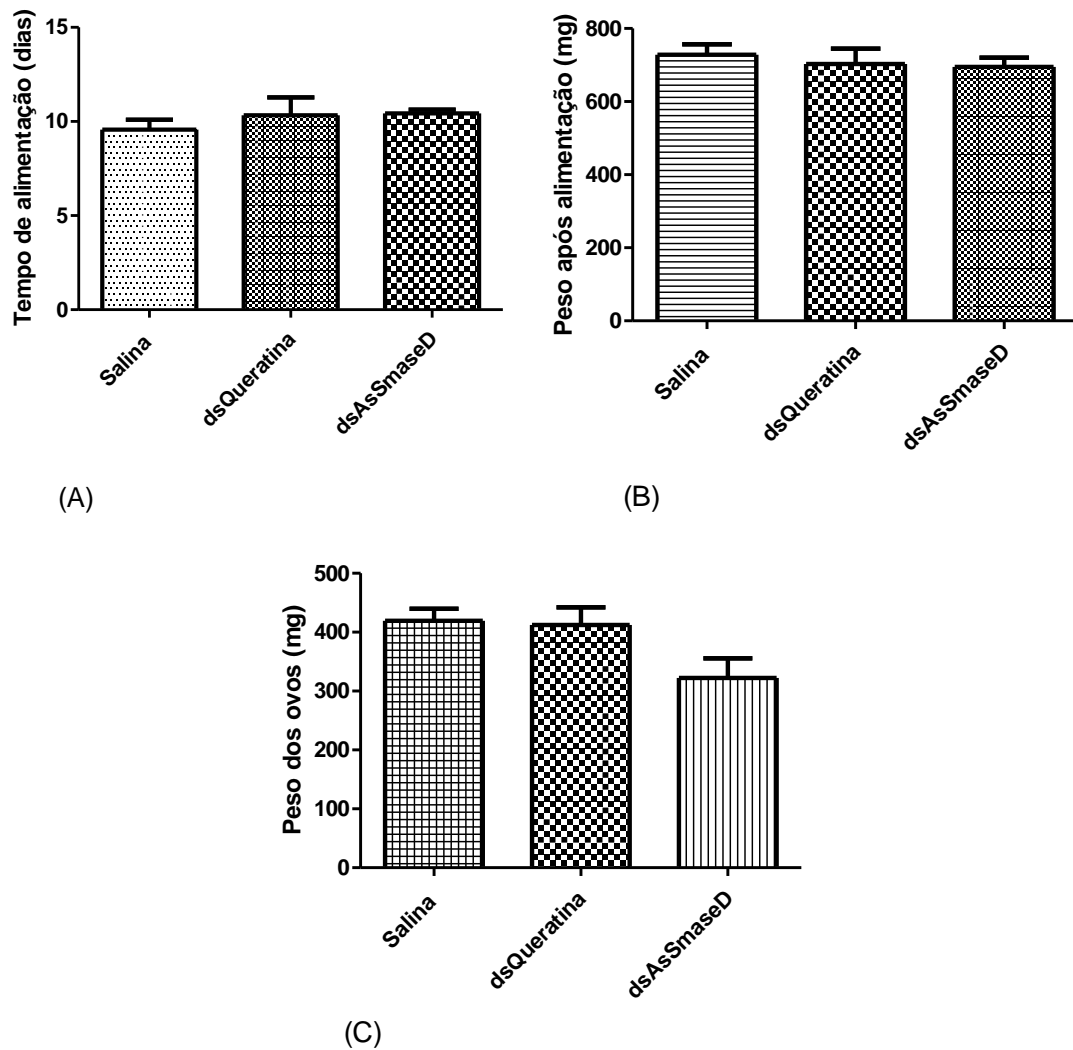 Tempo de alimentação (dias)
15
10
5
0
Salina
dsQueratina
dsAsSmaseD
(A)
Peso após alimentação (mg)
800
600
400
200
0
Salina
dsQueratina
dsAsSmaseD
(B)
Peso dos ovos (mg)
500
400
300
200
100
0
Salina
dsQueratina
dsAsSmaseD
(C)